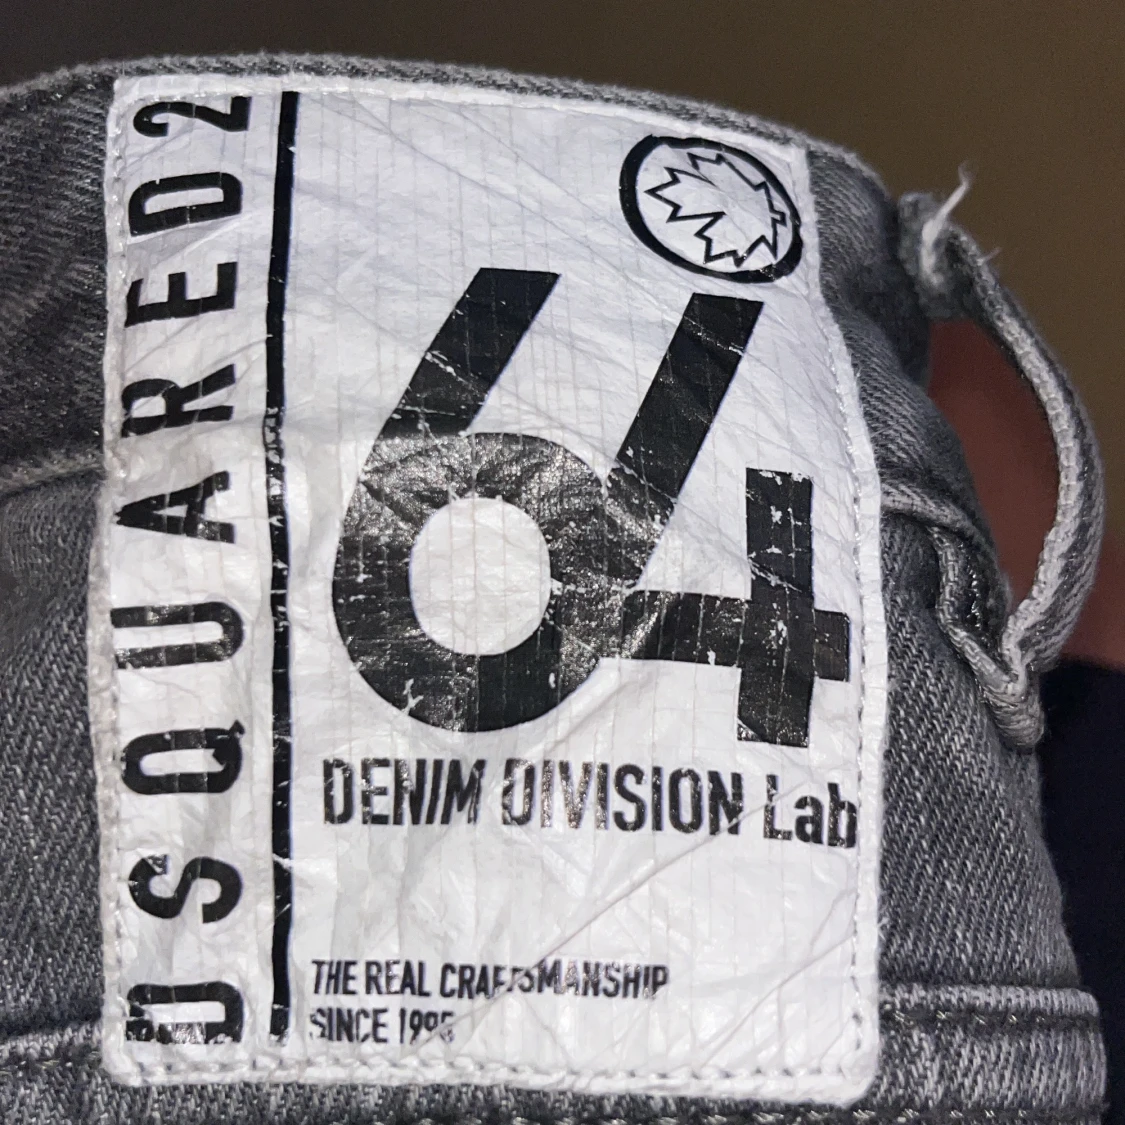 DSQUARED2
64
DENIM DIVISION Lab
THE REAL CRAFTSMANSHIP
SINCE 1995